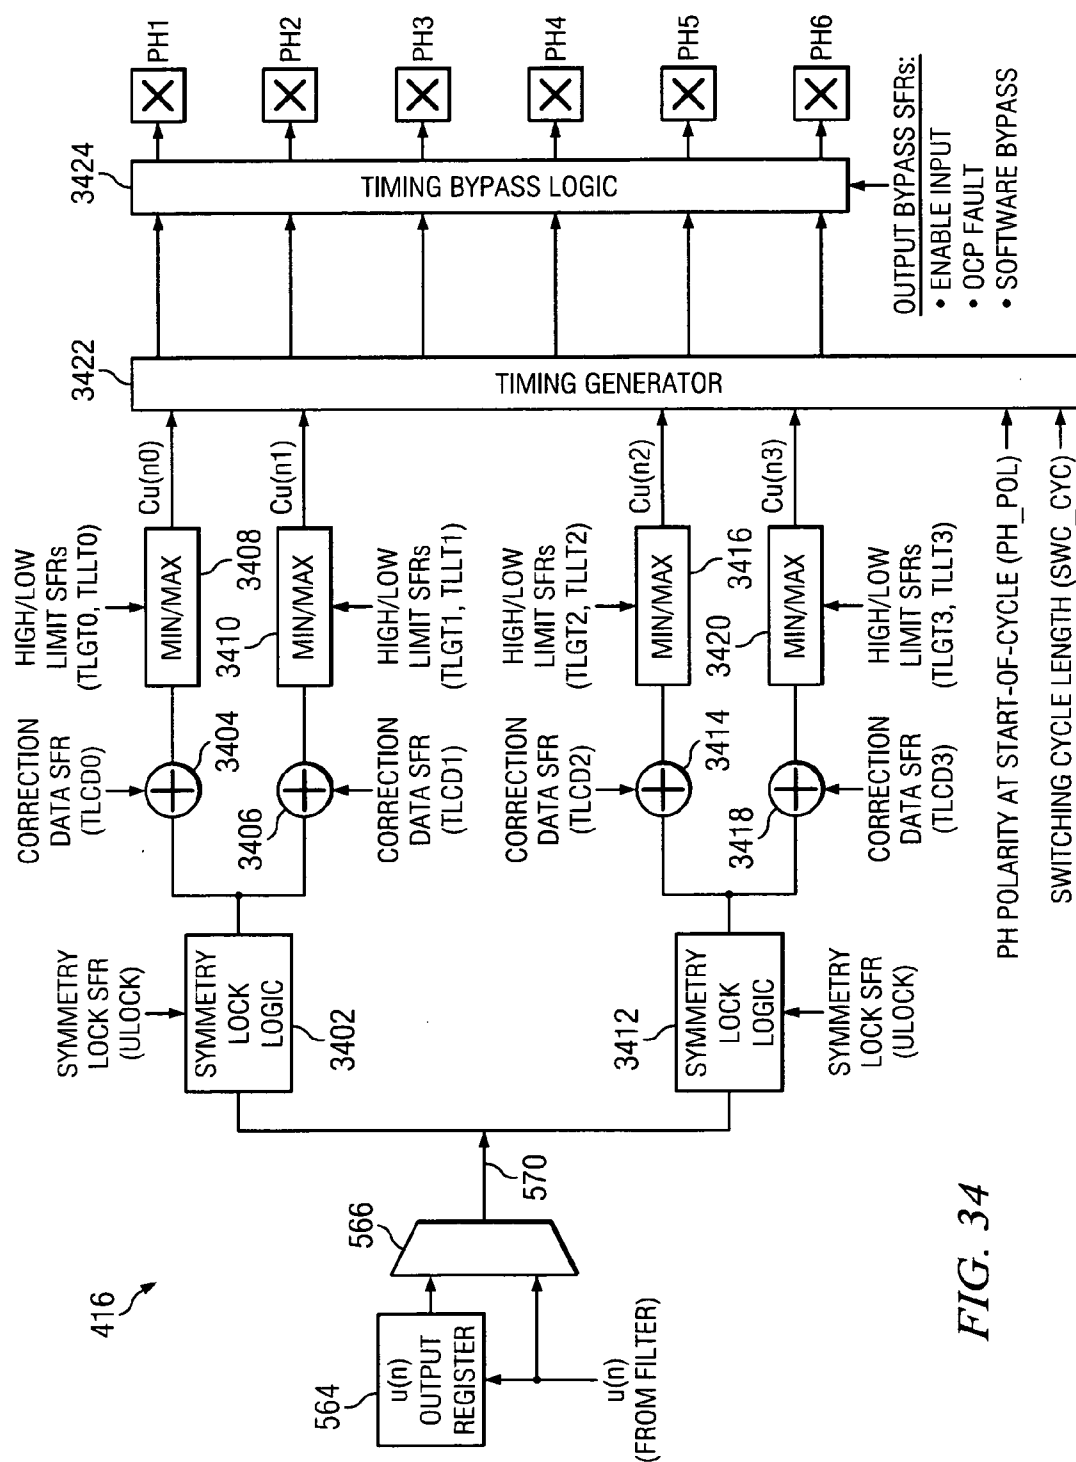 416
564
u(n)
OUTPUT
REGISTER
u(n)
(FROM FILTER)
566
570
SYMMETRY
LOCK SFR
(ULOCK)
SYMMETRY
LOCK
LOGIC
3402
3412
SYMMETRY
LOCK
LOGIC
SYMMETRY
LOCK SFR
(ULOCK)
CORRECTION
DATA SFR
(TLCD0)
3404
3406
CORRECTION
DATA SFR
(TLCD1)
CORRECTION
DATA SFR
(TLCD2)
3414
3418
CORRECTION
DATA SFR
(TLCD3)
HIGH/LOW
LIMIT SFRs
(TLGT0, TLLT0)
MIN/MAX
3408
3410
MIN/MAX
HIGH/LOW
LIMIT SFRs
(TLGT1, TLLT1)
HIGH/LOW
LIMIT SFRs
(TLGT2, TLLT2)
MIN/MAX
3416
3420
MIN/MAX
HIGH/LOW
LIMIT SFRs
(TLGT3, TLLT3)
Cu(n0)
Cu(n1)
Cu(n2)
Cu(n3)
PH POLARITY AT START-OF-CYCLE (PH_POL)
SWITCHING CYCLE LENGTH (SWC_CYC)
3422
TIMING GENERATOR
3424
TIMING BYPASS LOGIC
OUTPUT BYPASS SFRs:
• ENABLE INPUT
• OCP FAULT
• SOFTWARE BYPASS
PH1
PH2
PH3
PH4
PH5
PH6
FIG. 34